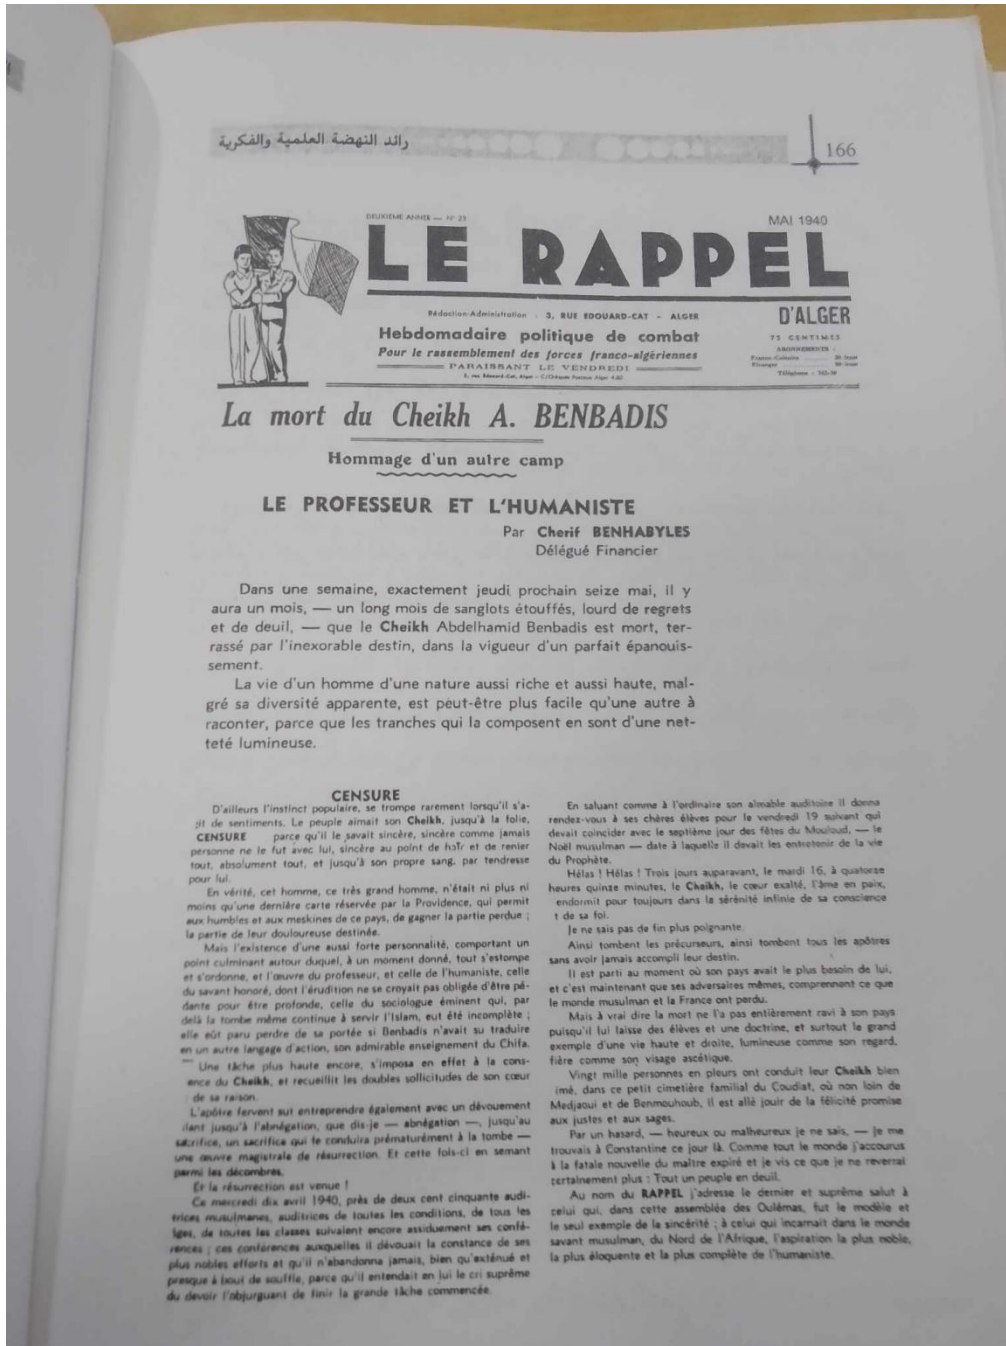 رائد النهضة العلمية والفكرية
166
DEUXIEME ANNEE — N° 25
MAI 1940
LE RAPPEL
D'ALGER
Rédaction-Administration : 3, RUE EDOUARD-CAT - ALGER
Hebdomadaire politique de combat
Pour le rassemblement des forces franco-algériennes
PARAISSANT LE VENDREDI
75 CENTIMES
ABONNEMENTS :
La mort du Cheikh A. BENBADIS
Hommage d'un autre camp
LE PROFESSEUR ET L'HUMANISTE
Par Cherif BENHABYLES
Délégué Financier
Dans une semaine, exactement jeudi prochain seize mai, il y
aura un mois, — un long mois de sanglots étouffés, lourd de regrets
et de deuil, — que le Cheikh Abdelhamid Benbadis est mort, ter-
rassé par l'inexorable destin, dans la vigueur d'un parfait épanouis-
sement.
La vie d'un homme d'une nature aussi riche et aussi haute, mal-
gré sa diversité apparente, est peut-être plus facile qu'une autre à
raconter, parce que les tranches qui la composent en sont d'une net-
teté lumineuse.
CENSURE
D'ailleurs l'instinct populaire, se trompe rarement lorsqu'il s'a-
git de sentiments. Le peuple aimait son Cheikh, jusqu'à la folie,
CENSURE parce qu'il le savait sincère, sincère comme jamais
personne ne le fut avec lui, sincère au point de haïr et de renier
tout, absolument tout, et jusqu'à son propre sang, par tendresse
pour lui.
En vérité, cet homme, ce très grand homme, n'était ni plus ni
moins qu'une dernière carte réservée par la Providence, qui permit
aux humbles et aux meskines de ce pays, de gagner la partie perdue ;
la partie de leur douloureuse destinée.
Mais l'existence d'une aussi forte personnalité, comportant un
point culminant autour duquel, à un moment donné, tout s'estompe
et s'ordonne, et l'œuvre du professeur, et celle de l'humaniste, celle
du savant honoré, dont l'érudition ne se croyait pas obligée d'être pé-
dante pour être profonde, celle du sociologue éminent qui, par
delà la tombe même continue à servir l'Islam, eut été incomplète ;
elle eût paru perdre de sa portée si Benbadis n'avait su traduire
en un autre langage d'action, son admirable enseignement du Chifa.
Une tâche plus haute encore, s'imposa en effet à la cons-
ence du Cheikh, et recueillit les doubles sollicitudes de son cœur
de sa raison.
L'apôtre fervent sut entreprendre également avec un dévouement
allant jusqu'à l'abnégation, que dis-je — abnégation —, jusqu'au
sacrifice, un sacrifice qui le conduira prématurément à la tombe —
une œuvre magistrale de résurrection. Et cette fois-ci en semant
parmi les décombres.
Et la résurrection est venue !
Ce mercredi dix avril 1940, près de deux cent cinquante audi-
trices musulmanes, auditrices de toutes les conditions, de tous les
âges, de toutes les classes suivaient encore assidument ses confé-
rences ; ces conférences auxquelles il dévouait la constance de ses
plus nobles efforts et qu'il n'abandonna jamais, bien qu'exténué et
presque à bout de souffle, parce qu'il entendait en lui le cri suprême
du devoir l'objurguant de finir la grande tâche commencée.
En saluant comme à l'ordinaire son aimable auditoire il donna
rendez-vous à ses chères élèves pour le vendredi 19 suivant qui
devait coïncider avec le septième jour des fêtes du Mouloud, — le
Noël musulman — date à laquelle il devait les entretenir de la vie
du Prophète.
Hélas ! Hélas ! Trois jours auparavant, le mardi 16, à quatorze
heures quinze minutes, le Cheikh, le cœur exalté, l'âme en paix,
endormit pour toujours dans la sérénité infinie de sa conscience
t de sa foi.
Je ne sais pas de fin plus poignante.
Ainsi tombent les précurseurs, ainsi tombent tous les apôtres
sans avoir jamais accompli leur destin.
Il est parti au moment où son pays avait le plus besoin de lui,
et c'est maintenant que ses adversaires mêmes, comprennent ce que
le monde musulman et la France ont perdu.
Mais à vrai dire la mort ne l'a pas entièrement ravi à son pays
puisqu'il lui laisse des élèves et une doctrine, et surtout le grand
exemple d'une vie haute et droite, lumineuse comme son regard,
fière comme son visage ascétique.
Vingt mille personnes en pleurs ont conduit leur Cheikh bien
imé, dans ce petit cimetière familial du Coudiat, où non loin de
Medjaoui et de Benmouhoub, il est allé jouir de la félicité promise
aux justes et aux sages.
Par un hasard, — heureux ou malheureux je ne sais, — je me
trouvais à Constantine ce jour là. Comme tout le monde j'accourus
à la fatale nouvelle du maître expiré et je vis ce que je ne reverrai
certainement plus : Tout un peuple en deuil.
Au nom du RAPPEL j'adresse le dernier et suprême salut à
celui qui, dans cette assemblée des Oulémas, fut le modèle et
le seul exemple de la sincérité ; à celui qui incarnait dans le monde
savant musulman, du Nord de l'Afrique, l'aspiration la plus noble,
la plus éloquente et la plus complète de l'humaniste.